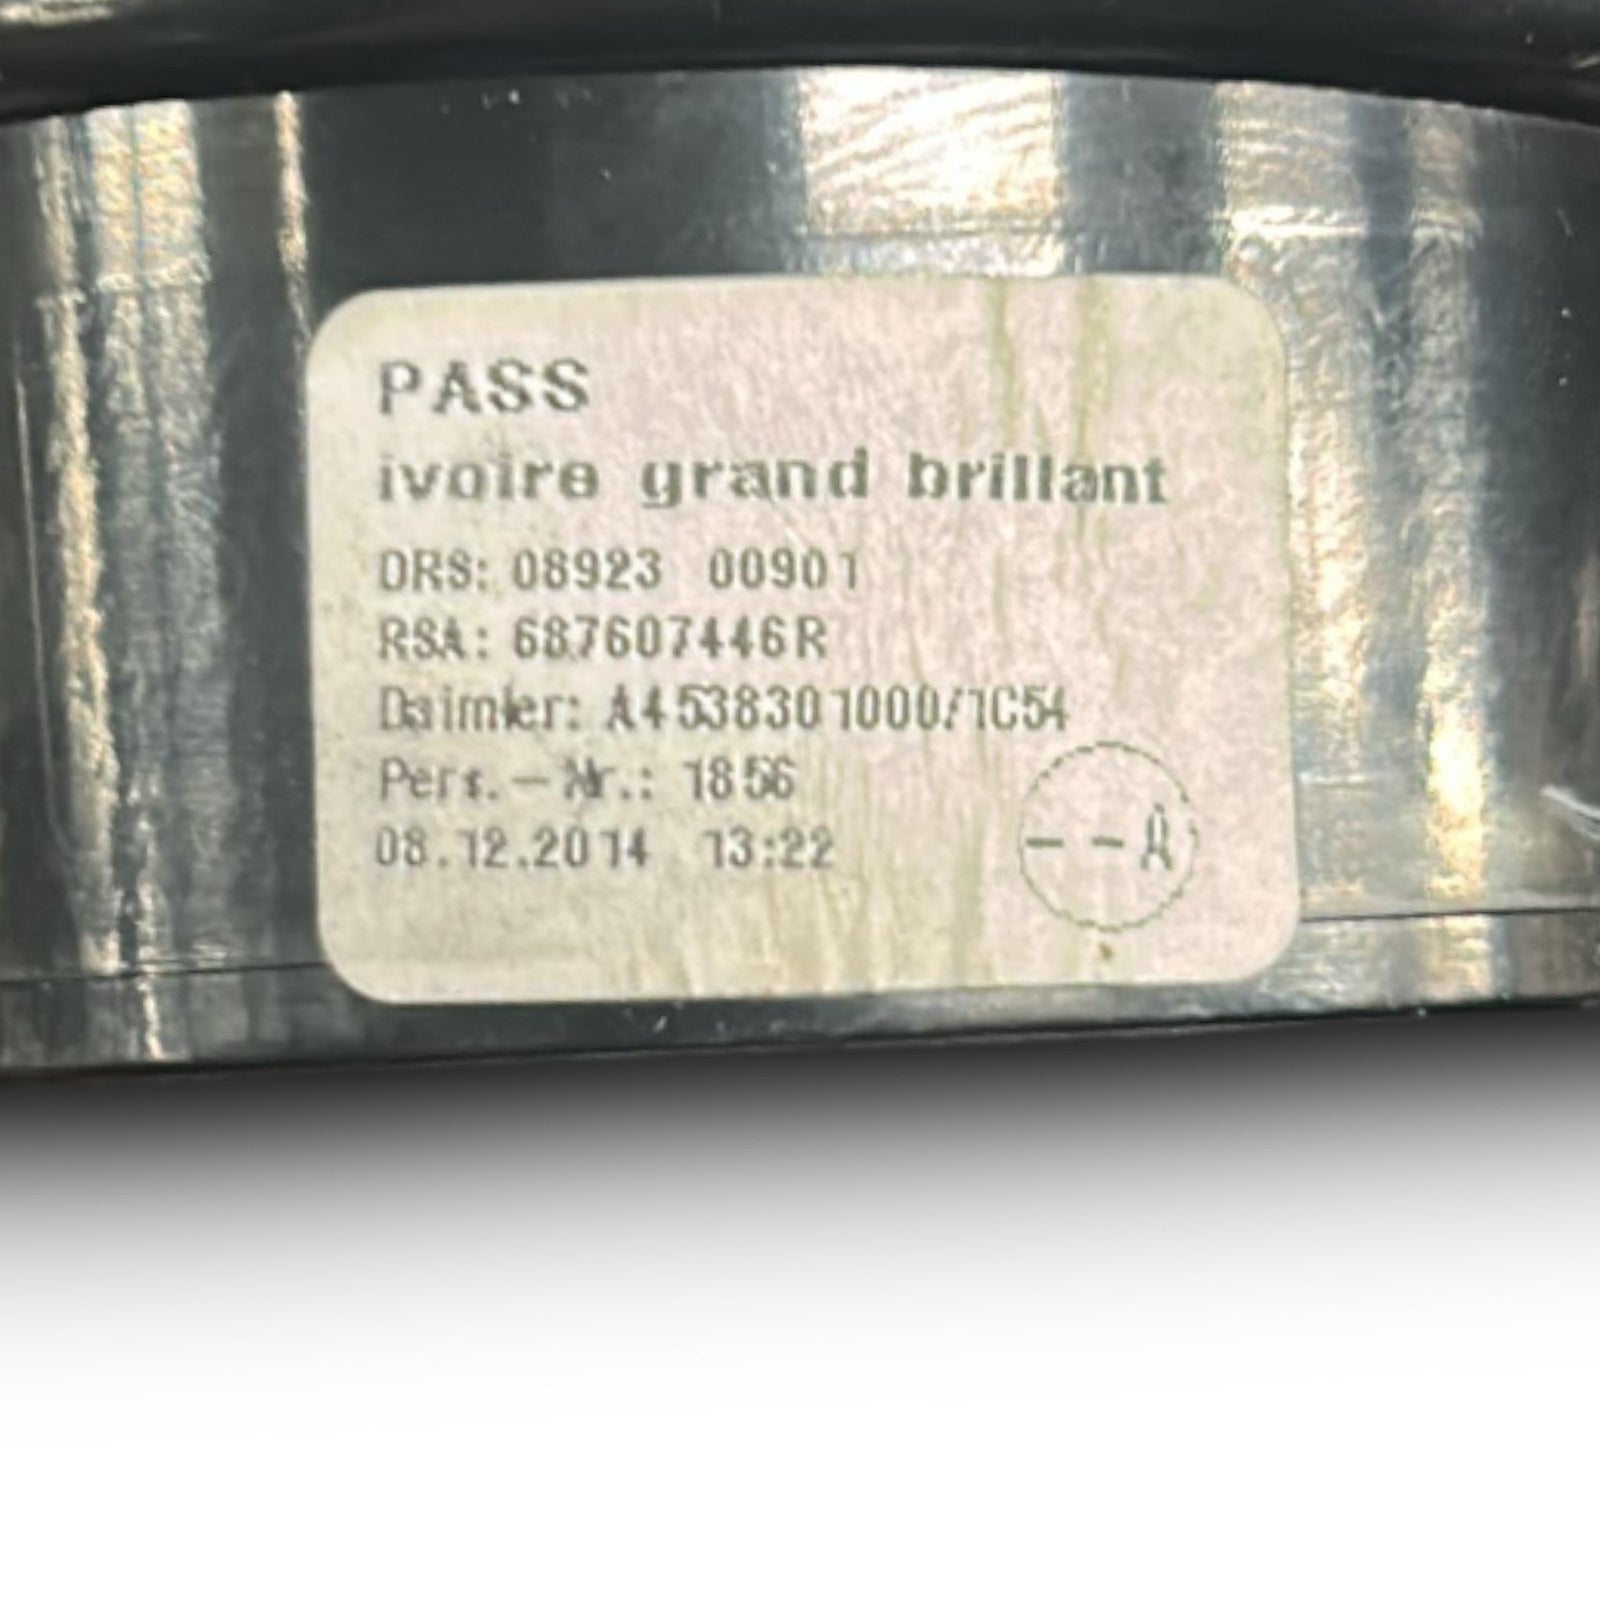 PASS
ivoire grand brillant
DRS: 08923 00901
RSA: 687607446R
Daimler: A4538301000/1C54
Pers.-Nr.: 1856
08.12.2014 13:22
--A